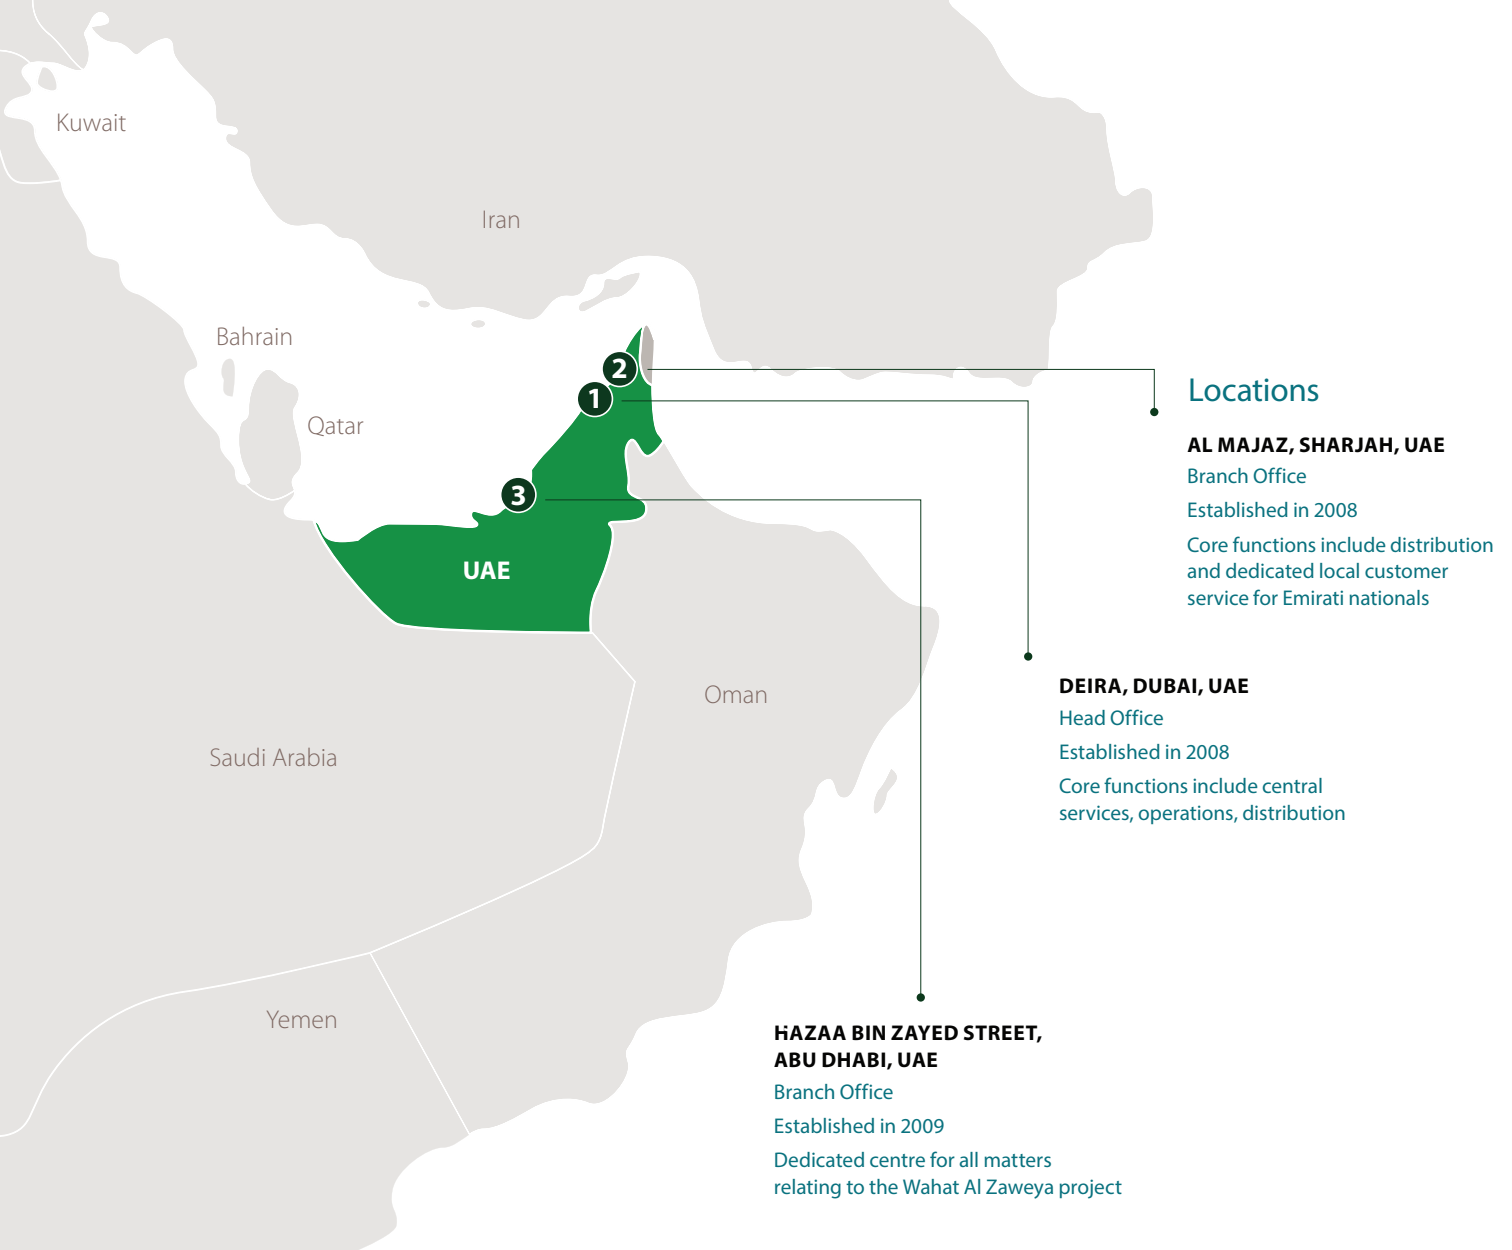 Kuwait
Iran
Bahrain
Qatar
2
1
3
UAE
Saudi Arabia
Oman
Yemen
Locations
AL MAJAZ, SHARJAH, UAE
Branch Office
Established in 2008
Core functions include distribution
and dedicated local customer
service for Emirati nationals
DEIRA, DUBAI, UAE
Head Office
Established in 2008
Core functions include central
services, operations, distribution
HAZAA BIN ZAYED STREET,
ABU DHABI, UAE
Branch Office
Established in 2009
Dedicated centre for all matters
relating to the Wahat Al Zaweya project